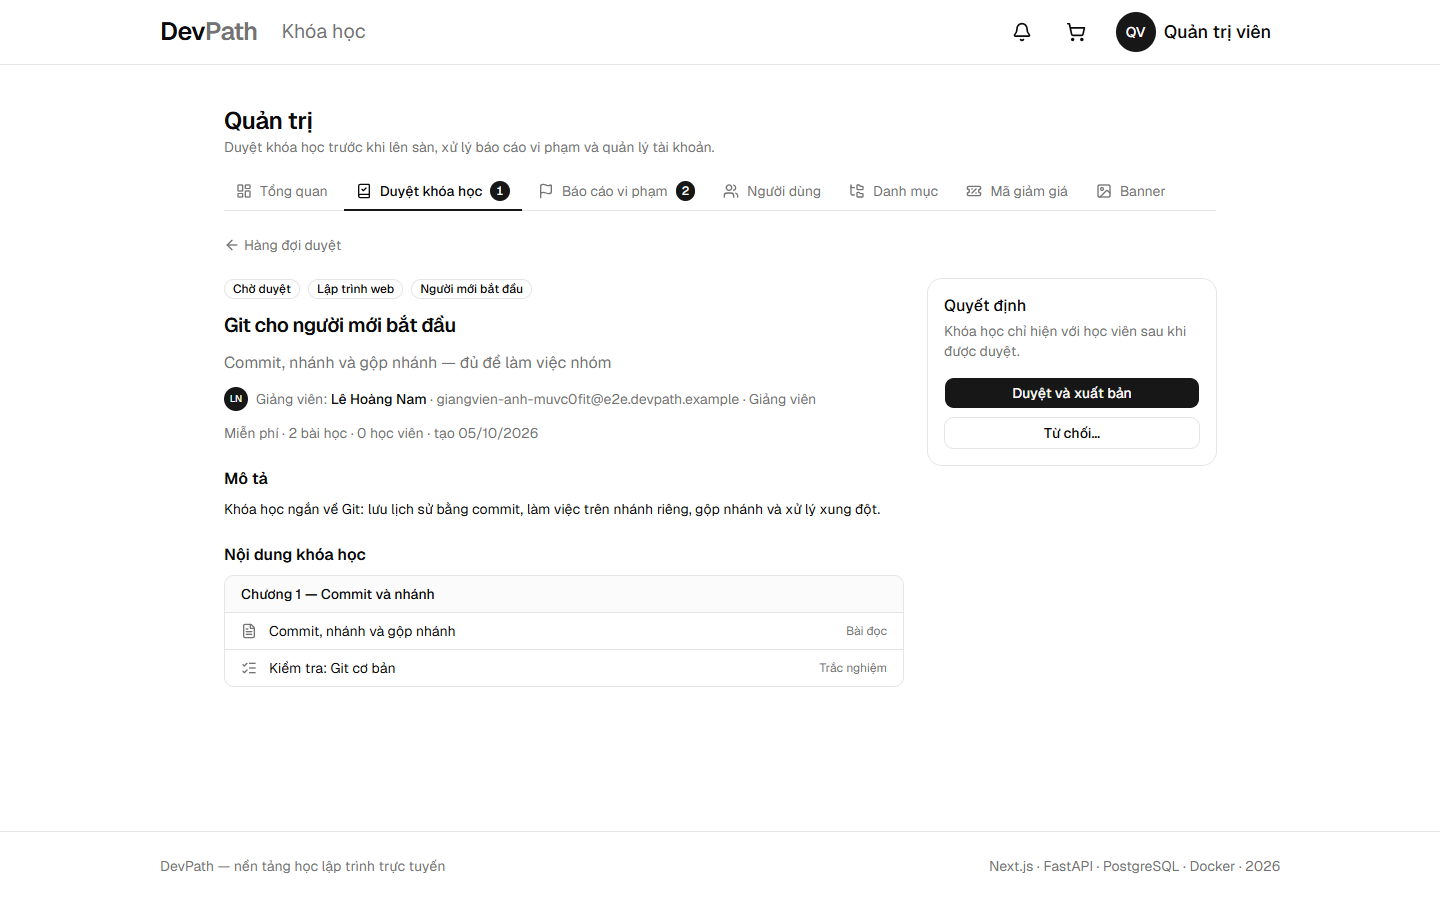 DevPath Khóa học QV Quản trị viên
Quản trị
Duyệt khóa học trước khi lên sàn, xử lý báo cáo vi phạm và quản lý tài khoản.
Tổng quan Duyệt khóa học 1 Báo cáo vi phạm 2 Người dùng Danh mục Mã giảm giá Banner
Hàng đợi duyệt
Chờ duyệt Lập trình web Người mới bắt đầu
Git cho người mới bắt đầu
Commit, nhánh và gộp nhánh — đủ để làm việc nhóm
LN Giảng viên: Lê Hoàng Nam · giangvien-anh-muvc0fit@e2e.devpath.example · Giảng viên
Miễn phí · 2 bài học · 0 học viên · tạo 05/10/2026
Mô tả
Khóa học ngắn về Git: lưu lịch sử bằng commit, làm việc trên nhánh riêng, gộp nhánh và xử lý xung đột.
Nội dung khóa học
Chương 1 — Commit và nhánh
Commit, nhánh và gộp nhánh Bài đọc
Kiểm tra: Git cơ bản Trắc nghiệm
Quyết định
Khóa học chỉ hiện với học viên sau khi
được duyệt.
Duyệt và xuất bản
Từ chối...
DevPath — nền tảng học lập trình trực tuyến Next.js · FastAPI · PostgreSQL · Docker · 2026